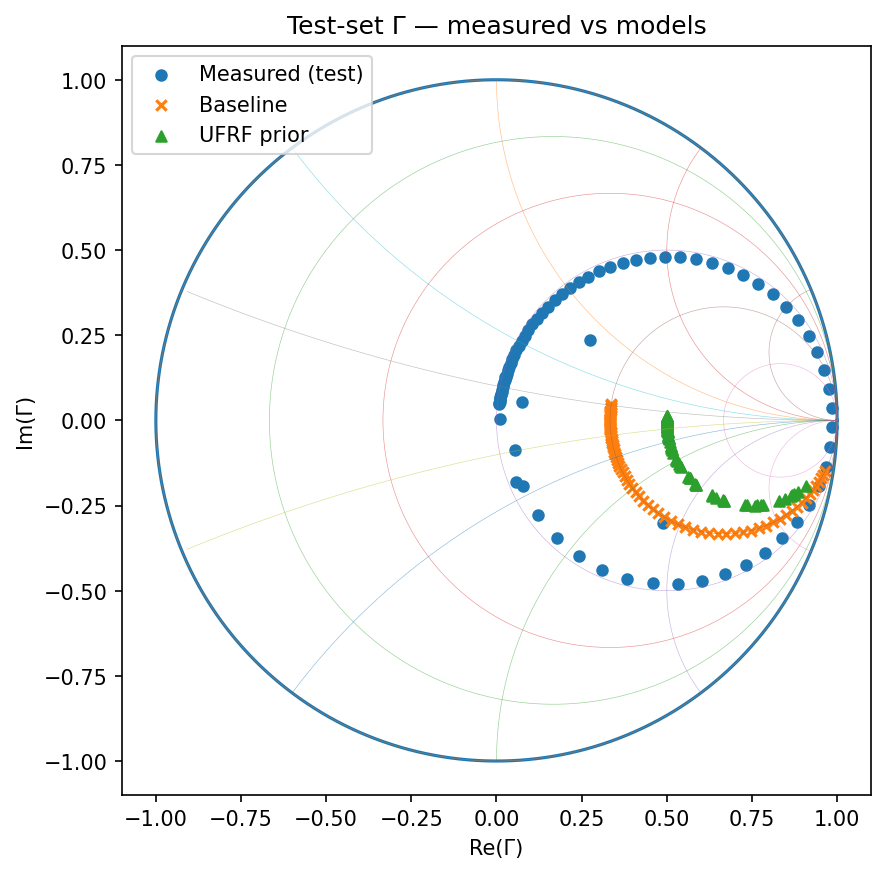 Test-set Γ — measured vs models
Measured (test)
Baseline
UFRF prior
1.00
0.75
0.50
0.25
0.00
−0.25
−0.50
−0.75
−1.00
Im(Γ)
−1.00 −0.75 −0.50 −0.25 0.00 0.25 0.50 0.75 1.00
Re(Γ)